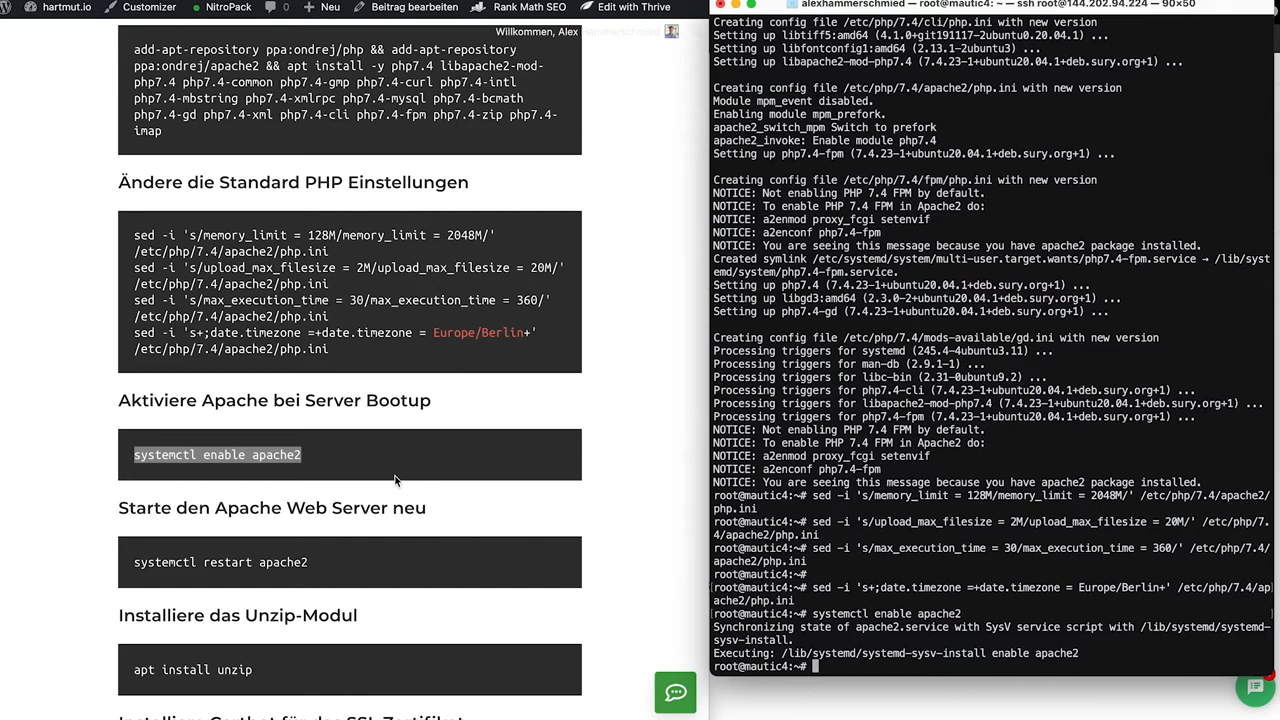 hartmut.io
Customizer
NitroPack
0
Neu
Beitrag bearbeiten
Rank Math SEO
Edit with Thrive
Willkommen, Alex
add-apt-repository ppa:ondrej/php && add-apt-repository
ppa:ondrej/apache2 && apt install -y php7.4 libapache2-mod-
php7.4 php7.4-common php7.4-gmp php7.4-curl php7.4-intl
php7.4-mbstring php7.4-xmlrpc php7.4-mysql php7.4-bcmath
php7.4-gd php7.4-xml php7.4-cli php7.4-fpm php7.4-zip php7.4-
imap
Ändere die Standard PHP Einstellungen
sed -i 's/memory_limit = 128M/memory_limit = 2048M/'
/etc/php/7.4/apache2/php.ini
sed -i 's/upload_max_filesize = 2M/upload_max_filesize = 20M/'
/etc/php/7.4/apache2/php.ini
sed -i 's/max_execution_time = 30/max_execution_time = 360/'
/etc/php/7.4/apache2/php.ini
sed -i 's+;date.timezone =+date.timezone = Europe/Berlin+'
/etc/php/7.4/apache2/php.ini
Aktiviere Apache bei Server Bootup
systemctl enable apache2
Starte den Apache Web Server neu
systemctl restart apache2
Installiere das Unzip-Modul
apt install unzip
Installiere Certbot für das SSL Zertifikat
alexhammerschmied — root@mautic4: ~ — ssh root@144.202.94.224 — 90×50
Creating config file /etc/php/7.4/cli/php.ini with new version
Setting up libtiff5:amd64 (4.1.0+git191117-2ubuntu0.20.04.1) ...
Setting up libfontconfig1:amd64 (2.13.1-2ubuntu3) ...
Setting up libapache2-mod-php7.4 (7.4.23-1+ubuntu20.04.1+deb.sury.org+1) ...
Creating config file /etc/php/7.4/apache2/php.ini with new version
Module mpm_event disabled.
Enabling module mpm_prefork.
apache2_switch_mpm Switch to prefork
apache2_invoke: Enable module php7.4
Setting up php7.4-fpm (7.4.23-1+ubuntu20.04.1+deb.sury.org+1) ...
Creating config file /etc/php/7.4/fpm/php.ini with new version
NOTICE: Not enabling PHP 7.4 FPM by default.
NOTICE: To enable PHP 7.4 FPM in Apache2 do:
NOTICE: a2enmod proxy_fcgi setenvif
NOTICE: a2enconf php7.4-fpm
NOTICE: You are seeing this message because you have apache2 package installed.
Created symlink /etc/systemd/system/multi-user.target.wants/php7.4-fpm.service → /lib/syst
emd/system/php7.4-fpm.service.
Setting up php7.4 (7.4.23-1+ubuntu20.04.1+deb.sury.org+1) ...
Setting up libgd3:amd64 (2.3.0-2+ubuntu20.04.1+deb.sury.org+1) ...
Setting up php7.4-gd (7.4.23-1+ubuntu20.04.1+deb.sury.org+1) ...
Creating config file /etc/php/7.4/mods-available/gd.ini with new version
Processing triggers for systemd (245.4-4ubuntu3.11) ...
Processing triggers for man-db (2.9.1-1) ...
Processing triggers for libc-bin (2.31-0ubuntu9.2) ...
Processing triggers for php7.4-cli (7.4.23-1+ubuntu20.04.1+deb.sury.org+1) ...
Processing triggers for libapache2-mod-php7.4 (7.4.23-1+ubuntu20.04.1+deb.sury.org+1) ...
Processing triggers for php7.4-fpm (7.4.23-1+ubuntu20.04.1+deb.sury.org+1) ...
NOTICE: Not enabling PHP 7.4 FPM by default.
NOTICE: To enable PHP 7.4 FPM in Apache2 do:
NOTICE: a2enmod proxy_fcgi setenvif
NOTICE: a2enconf php7.4-fpm
NOTICE: You are seeing this message because you have apache2 package installed.
root@mautic4:~# sed -i 's/memory_limit = 128M/memory_limit = 2048M/' /etc/php/7.4/apache2/
php.ini
root@mautic4:~# sed -i 's/upload_max_filesize = 2M/upload_max_filesize = 20M/' /etc/php/7.
4/apache2/php.ini
root@mautic4:~# sed -i 's/max_execution_time = 30/max_execution_time = 360/' /etc/php/7.4/
apache2/php.ini
root@mautic4:~#
root@mautic4:~# sed -i 's+;date.timezone =+date.timezone = Europe/Berlin+' /etc/php/7.4/ap
ache2/php.ini
root@mautic4:~# systemctl enable apache2
Synchronizing state of apache2.service with SysV service script with /lib/systemd/systemd-
sysv-install.
Executing: /lib/systemd/systemd-sysv-install enable apache2
root@mautic4:~#